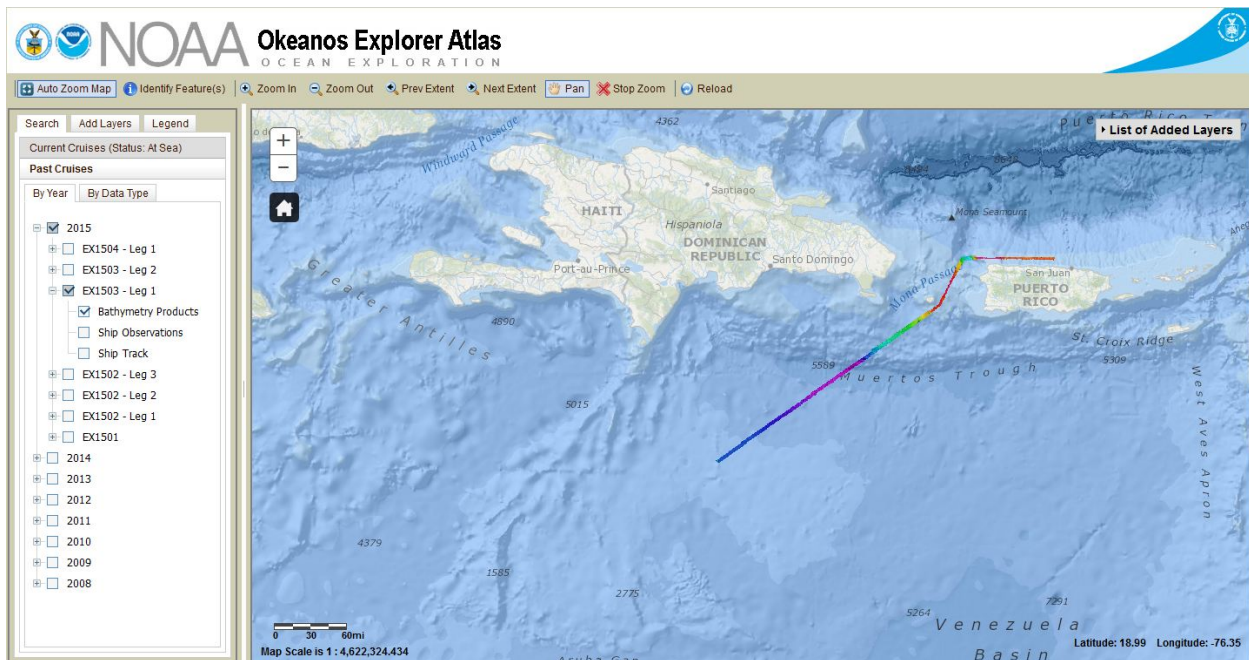 NOAA Okeanos Explorer Atlas
OCEAN EXPLORATION
Auto Zoom Map Identify Feature(s) Zoom In Zoom Out Prev Extent Next Extent Pan Stop Zoom Reload
Search Add Layers Legend
Current Cruises (Status: At Sea)
Past Cruises
By Year By Data Type
2015
EX1504 - Leg 1
EX1503 - Leg 2
EX1503 - Leg 1
Bathymetry Products
Ship Observations
Ship Track
EX1502 - Leg 3
EX1502 - Leg 2
EX1502 - Leg 1
EX1501
2014
2013
2012
2011
2010
2009
2008
+
−
List of Added Layers
4362
Windward Passage
Santiago
Mona Seamount
HAITI
Hispaniola
DOMINICAN
REPUBLIC
Port-au-Prince
Santo Domingo
Mona Passage
San Juan
PUERTO
RICO
Greater Antilles
4890
St. Croix Ridge
5309
5589
Muertos Trough
West Aves Apron
5015
4379
1585
2775
5264
7291
Venezuela
Basin
0 30 60mi
Map Scale is 1 : 4,622,324.434
Latitude: 18.99 Longitude: -76.35